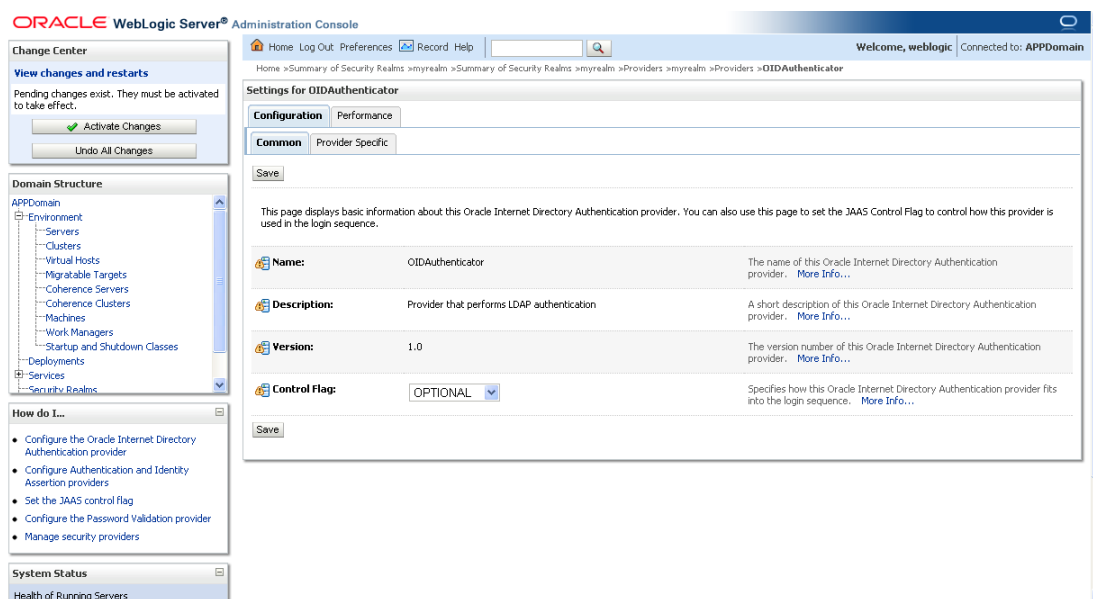 ORACLE WebLogic Server® Administration Console
Change Center
View changes and restarts
Pending changes exist. They must be activated
to take effect.
Activate Changes
Undo All Changes
Domain Structure
APPDomain
Environment
Servers
Clusters
Virtual Hosts
Migratable Targets
Coherence Servers
Coherence Clusters
Machines
Work Managers
Startup and Shutdown Classes
Deployments
Services
Security Realms
How do I...
Configure the Oracle Internet Directory
Authentication provider
Configure Authentication and Identity
Assertion providers
Set the JAAS control flag
Configure the Password Validation provider
Manage security providers
System Status
Health of Running Servers
Home Log Out Preferences Record Help
Welcome, weblogic Connected to: APPDomain
Home >Summary of Security Realms >myrealm >Summary of Security Realms >myrealm >Providers >myrealm >Providers >OIDAuthenticator
Settings for OIDAuthenticator
Configuration Performance
Common Provider Specific
Save
This page displays basic information about this Oracle Internet Directory Authentication provider. You can also use this page to set the JAAS Control Flag to control how this provider is
used in the login sequence.
Name: OIDAuthenticator The name of this Oracle Internet Directory Authentication
provider. More Info...
Description: Provider that performs LDAP authentication A short description of this Oracle Internet Directory Authentication
provider. More Info...
Version: 1.0 The version number of this Oracle Internet Directory Authentication
provider. More Info...
Control Flag: OPTIONAL Specifies how this Oracle Internet Directory Authentication provider fits
into the login sequence. More Info...
Save